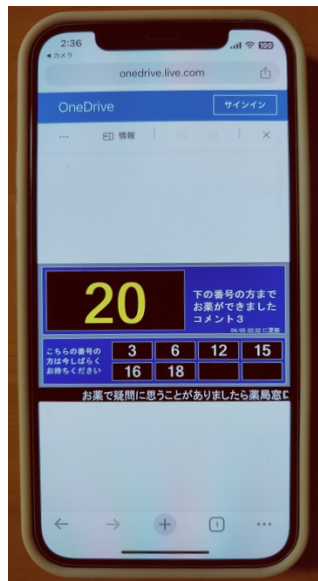 2:36
100
◀ カメラ
onedrive.live.com
OneDrive
サインイン
… 情報 ×
20
下の番号の方まで
お薬ができました
コメント3
こちらの番号の
方は今しばらく
お待ちください
3 6 12 15
16 18
お薬で疑問に思うことがありましたら薬局窓
1